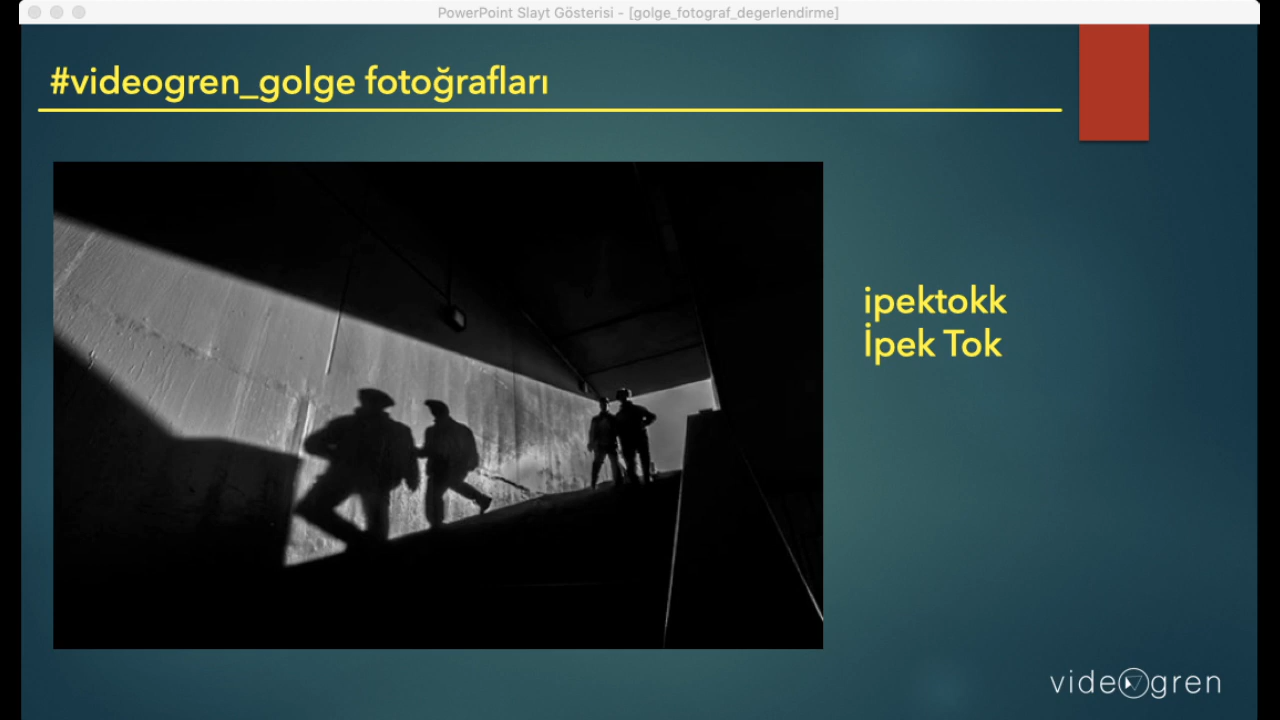 PowerPoint Slayt Gösterisi - [golge_fotograf_degerlendirme]
#videogren_golge fotoğrafları
ipektokk
İpek Tok
videogren